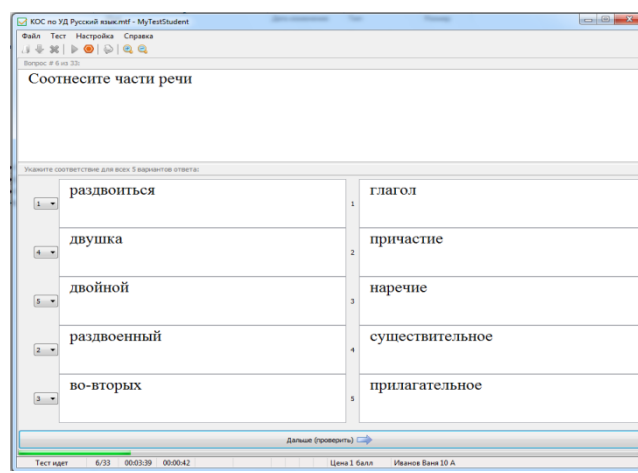 КОС по УД Русский язык.mtf - MyTestStudent
Файл Тест Настройка Справка
Вопрос # 6 из 33:
Соотнесите части речи
Укажите соответствие для всех 5 вариантов ответа:
1 раздвоиться 1 глагол
4 двушка 2 причастие
5 двойной 3 наречие
2 раздвоенный 4 существительное
3 во-вторых 5 прилагательное
Дальше (проверить)
Тест идет 6/33 00:03:39 00:00:42 Цена 1 балл Иванов Ваня 10 А